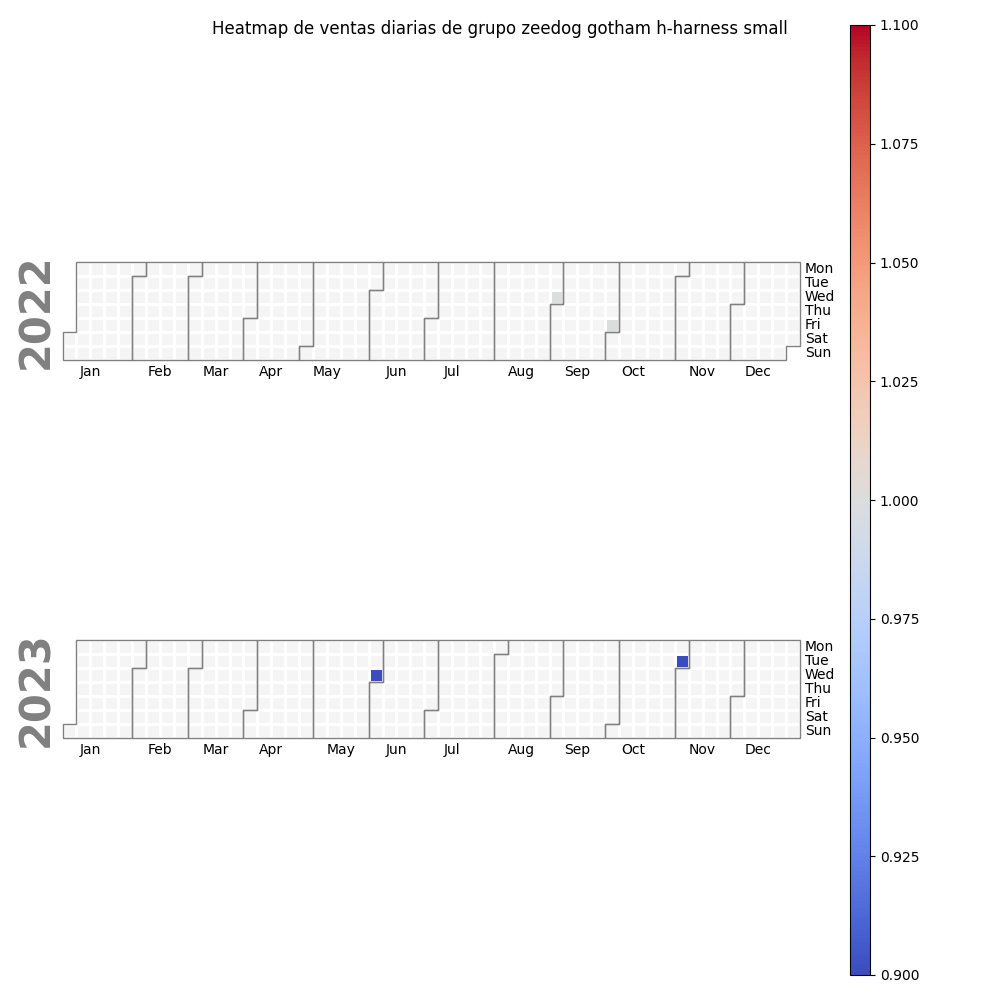 Heatmap de ventas diarias de grupo zeedog gotham h-harness small
1.100
1.075
1.050
1.025
1.000
0.975
0.950
0.925
0.900
2022
Mon
Tue
Wed
Thu
Fri
Sat
Sun
Jan Feb Mar Apr May Jun Jul Aug Sep Oct Nov Dec
2023
Mon
Tue
Wed
Thu
Fri
Sat
Sun
Jan Feb Mar Apr May Jun Jul Aug Sep Oct Nov Dec